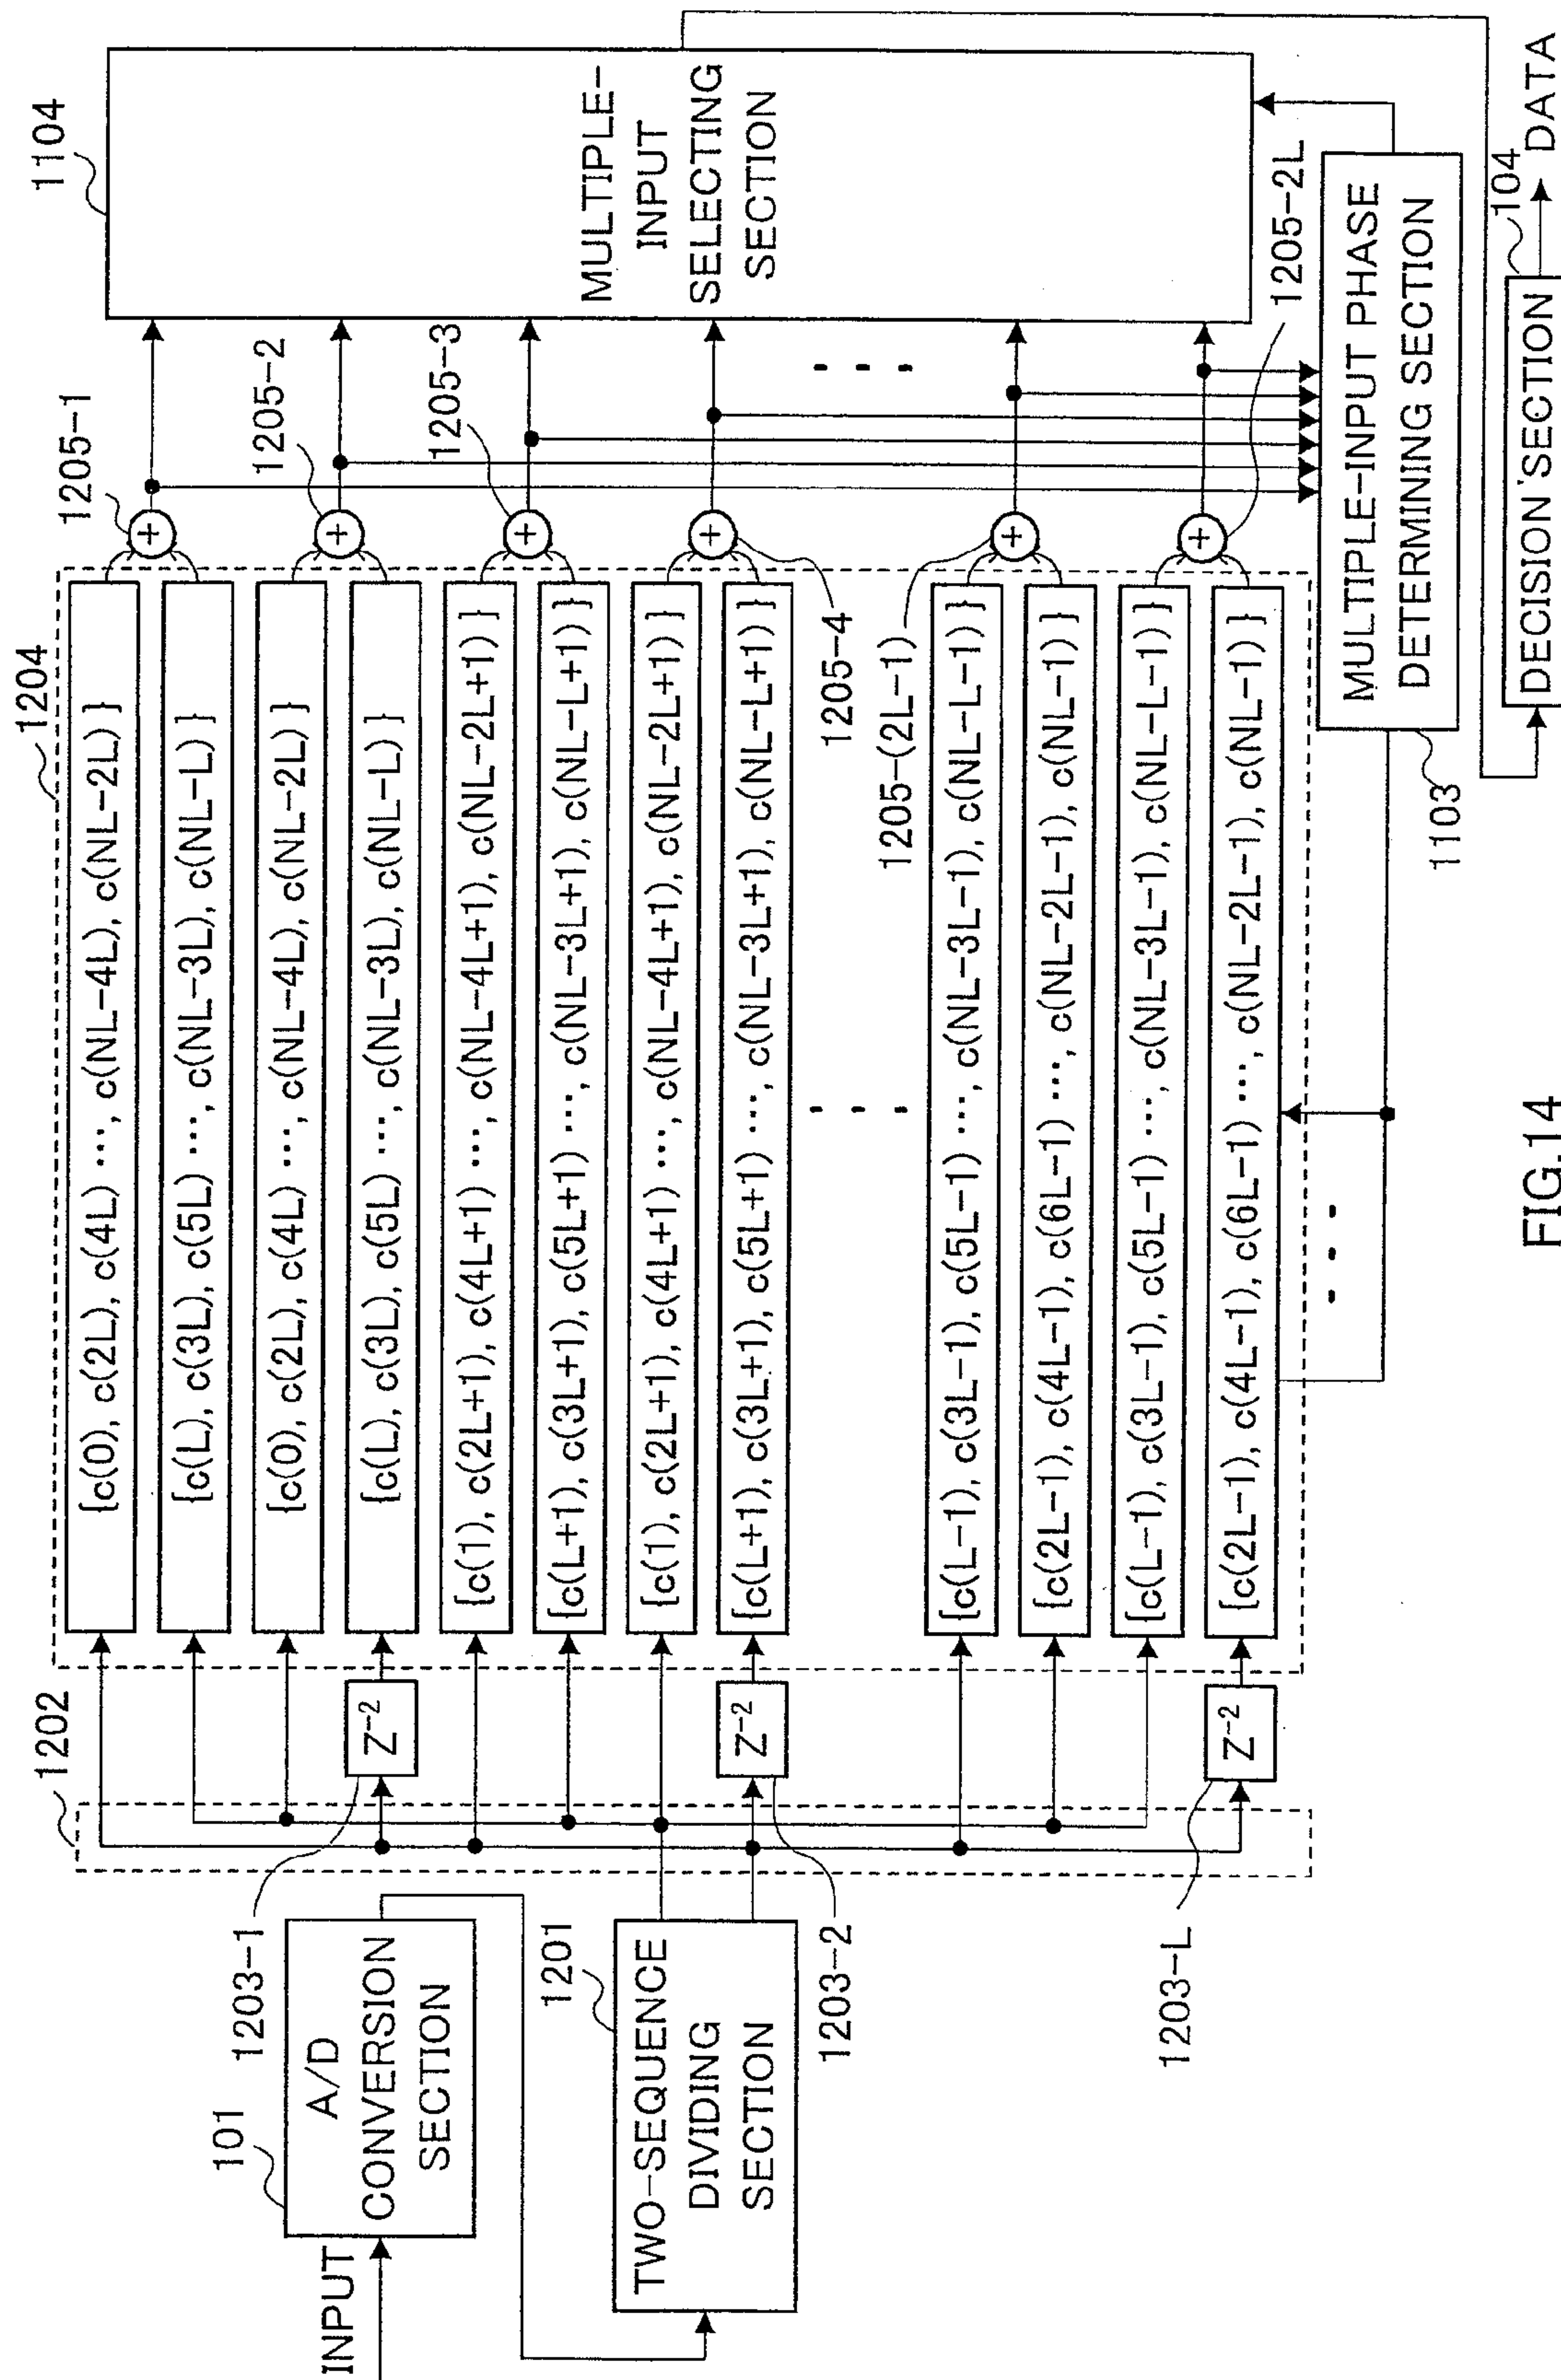 INPUT
101
A/D
CONVERSION
SECTION
1201
TWO-SEQUENCE
DIVIDING
SECTION
1202
1203-1
Z⁻²
1203-2
Z⁻²
1203-L
Z⁻²
1204
{c(0), c(2L), c(4L) ···, c(NL-4L), c(NL-2L) }
{c(L), c(3L), c(5L) ···, c(NL-3L), c(NL-L) }
{c(0), c(2L), c(4L) ···, c(NL-4L), c(NL-2L) }
{c(L), c(3L), c(5L) ···, c(NL-3L), c(NL-L) }
{c(1), c(2L+1), c(4L+1) ···, c(NL-4L+1), c(NL-2L+1) }
{c(L+1), c(3L+1), c(5L+1) ···, c(NL-3L+1), c(NL-L+1) }
{c(1), c(2L+1), c(4L+1) ···, c(NL-4L+1), c(NL-2L+1) }
{c(L+1), c(3L+1), c(5L+1) ···, c(NL-3L+1), c(NL-L+1) }
{c(L-1), c(3L-1), c(5L-1) ···, c(NL-3L-1), c(NL-L-1) }
{c(2L-1), c(4L-1), c(6L-1) ···, c(NL-2L-1), c(NL-1) }
{c(L-1), c(3L-1), c(5L-1) ···, c(NL-3L-1), c(NL-L-1) }
{c(2L-1), c(4L-1), c(6L-1) ···, c(NL-2L-1), c(NL-1) }
1205-1
1205-2
1205-3
1205-4
1205-(2L-1)
1205-2L
1104
MULTIPLE-
INPUT
SELECTING
SECTION
1103
MULTIPLE-INPUT PHASE
DETERMINING SECTION
104
DECISION SECTION
DATA
FIG.14